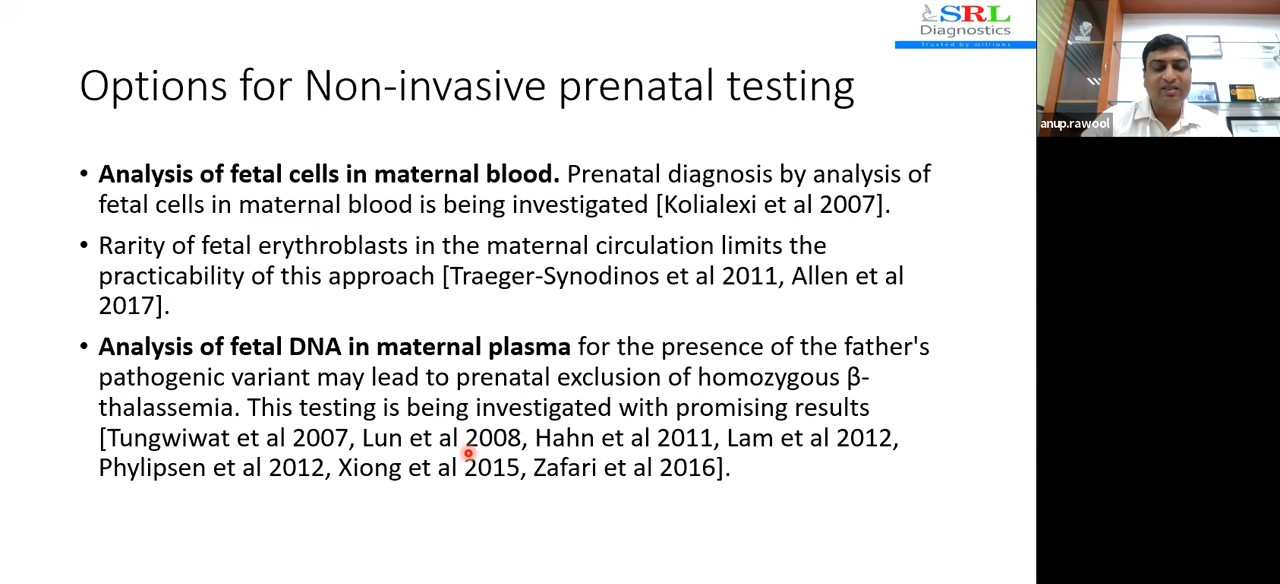 SRL
Diagnostics
Trusted by millions
anup.rawool
Options for Non-invasive prenatal testing
• Analysis of fetal cells in maternal blood. Prenatal diagnosis by analysis of
fetal cells in maternal blood is being investigated [Kolialexi et al 2007].
• Rarity of fetal erythroblasts in the maternal circulation limits the
practicability of this approach [Traeger-Synodinos et al 2011, Allen et al
2017].
• Analysis of fetal DNA in maternal plasma for the presence of the father's
pathogenic variant may lead to prenatal exclusion of homozygous β-
thalassemia. This testing is being investigated with promising results
[Tungwiwat et al 2007, Lun et al 2008, Hahn et al 2011, Lam et al 2012,
Phylipsen et al 2012, Xiong et al 2015, Zafari et al 2016].